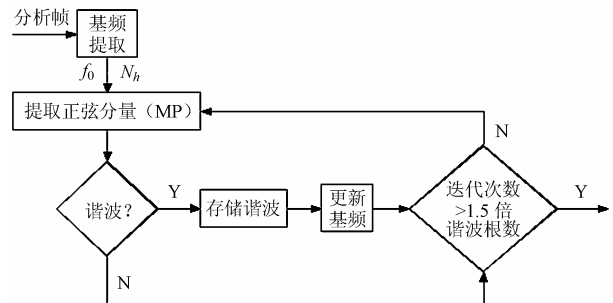 分析帧
基频
提取
f0 Nh
提取正弦分量（MP）
N
谐波？
Y
存储谐波
更新
基频
迭代次数
>1.5 倍
谐波根数
Y
N